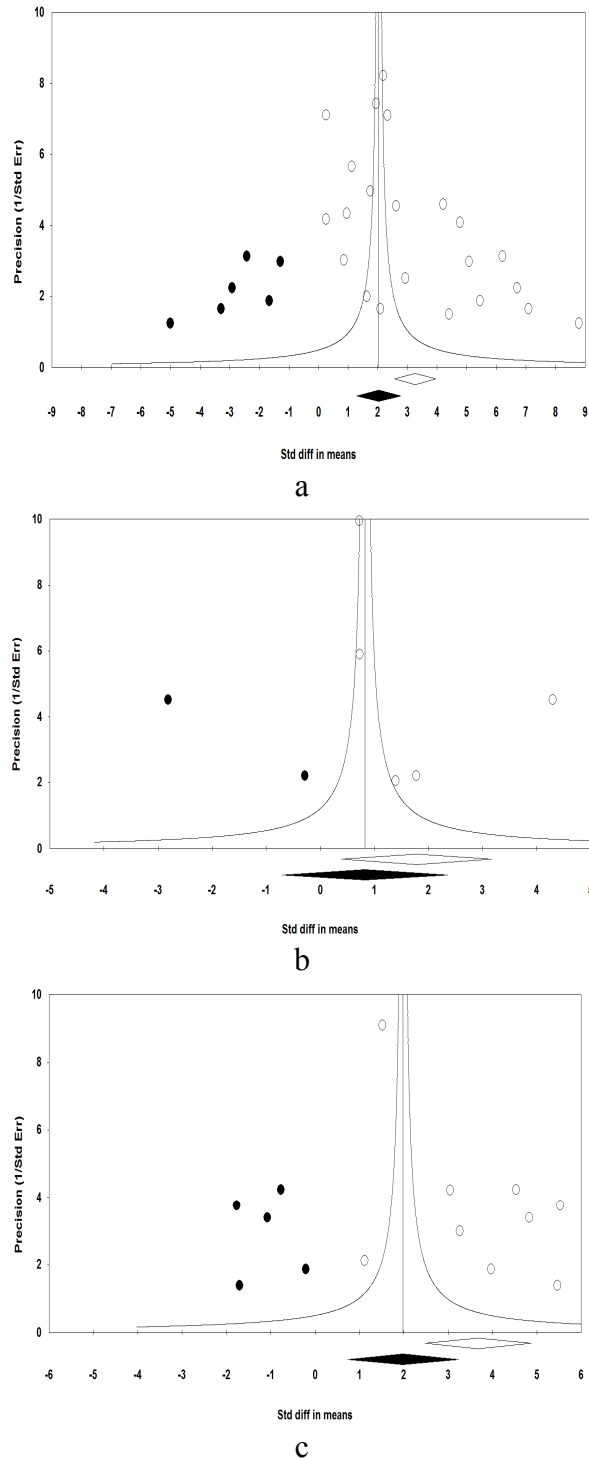 10
8
6
4
2
0
Precision (1/Std Err)
-9 -8 -7 -6 -5 -4 -3 -2 -1 0 1 2 3 4 5 6 7 8 9
Std diff in means
a
10
8
6
4
2
0
Precision (1/Std Err)
-5 -4 -3 -2 -1 0 1 2 3 4 5
Std diff in means
b
10
8
6
4
2
0
Precision (1/Std Err)
-6 -5 -4 -3 -2 -1 0 1 2 3 4 5 6
Std diff in means
c